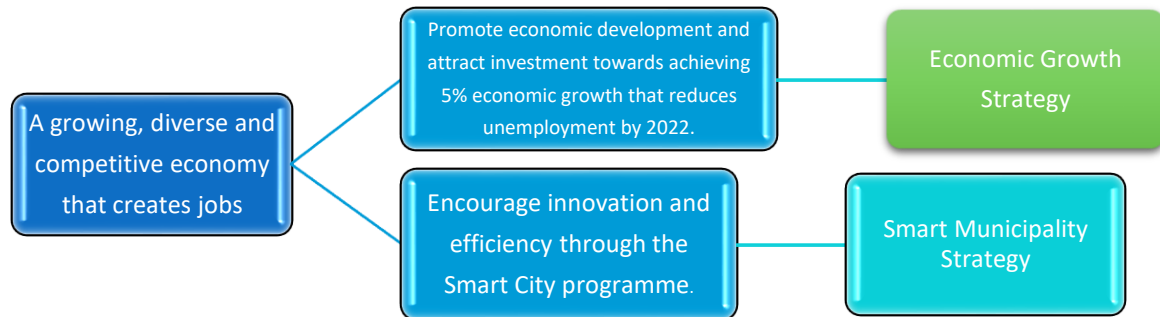 A growing, diverse and
competitive economy
that creates jobs
Promote economic development and
attract investment towards achieving
5% economic growth that reduces
unemployment by 2022.
Economic Growth
Strategy
Encourage innovation and
efficiency through the
Smart City programme.
Smart Municipality
Strategy